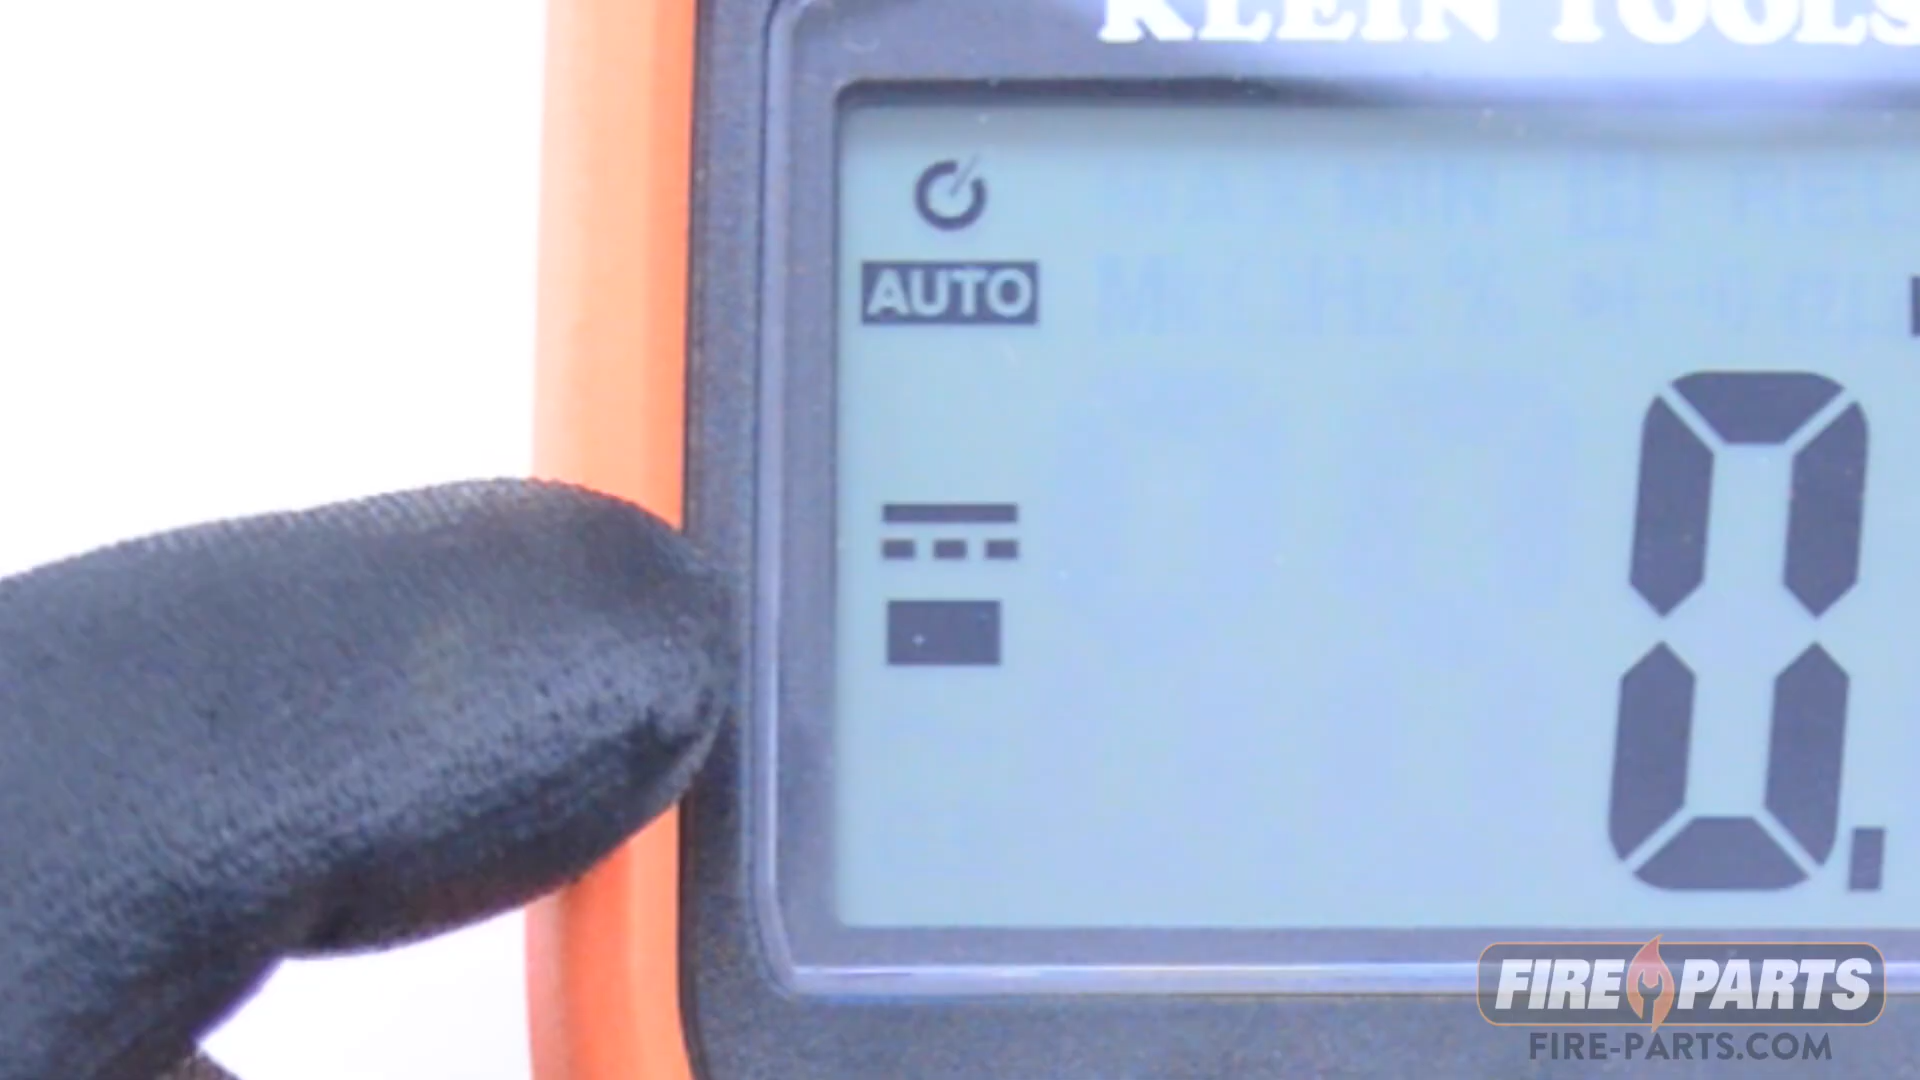 KLEIN TOOLS
AUTO
0.
FIRE PARTS
FIRE-PARTS.COM